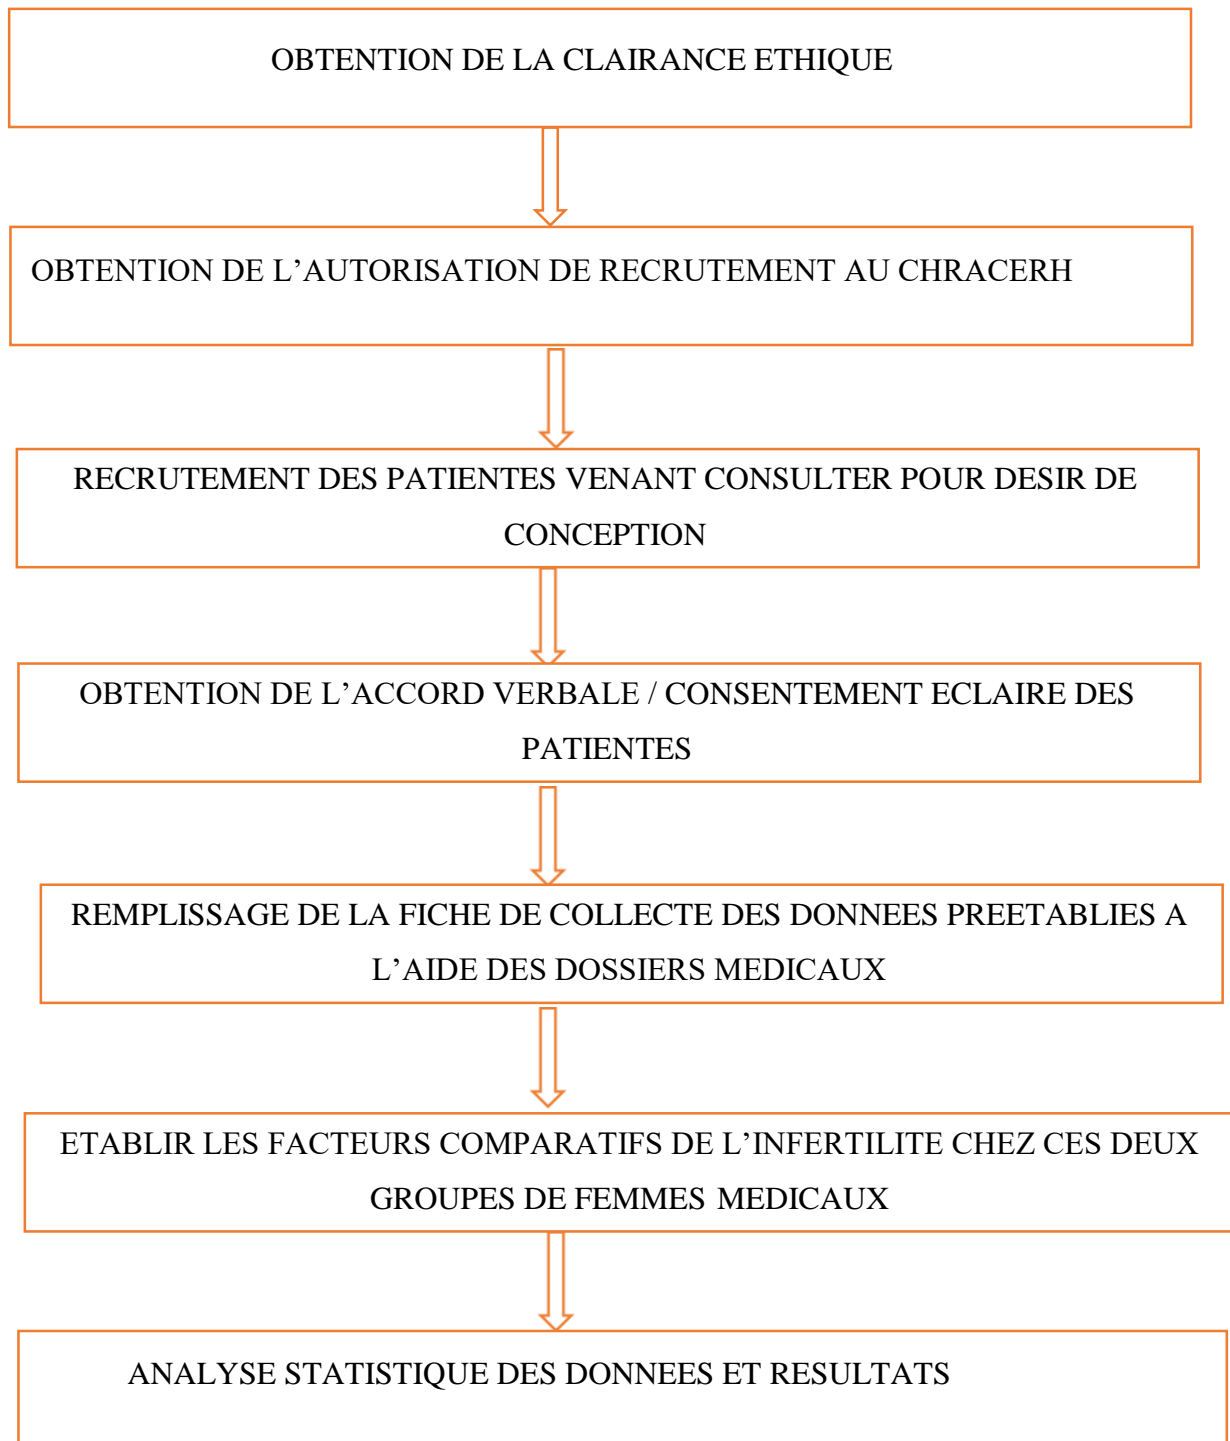 OBTENTION DE LA CLAIRANCE ETHIQUE
OBTENTION DE L’AUTORISATION DE RECRUTEMENT AU CHRACERH
RECRUTEMENT DES PATIENTES VENANT CONSULTER POUR DESIR DE
CONCEPTION
OBTENTION DE L’ACCORD VERBALE / CONSENTEMENT ECLAIRE DES
PATIENTES
REMPLISSAGE DE LA FICHE DE COLLECTE DES DONNEES PREETABLIES A
L’AIDE DES DOSSIERS MEDICAUX
ETABLIR LES FACTEURS COMPARATIFS DE L’INFERTILITE CHEZ CES DEUX
GROUPES DE FEMMES MEDICAUX
ANALYSE STATISTIQUE DES DONNEES ET RESULTATS